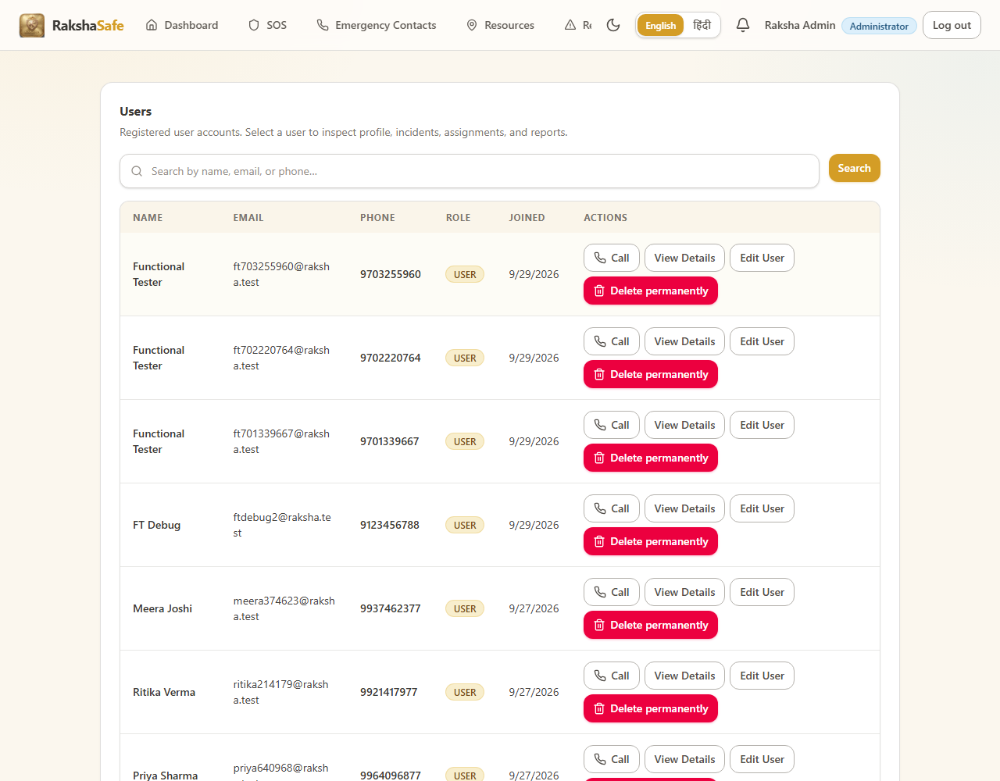 RakshaSafe Dashboard SOS Emergency Contacts Resources English हिंदी Raksha Admin Administrator Log out
Users
Registered user accounts. Select a user to inspect profile, incidents, assignments, and reports.
Search by name, email, or phone... Search
NAME EMAIL PHONE ROLE JOINED ACTIONS
Functional Tester ft703255960@raksha.test 9703255960 USER 9/29/2026 Call View Details Edit User
Delete permanently
Functional Tester ft702220764@raksha.test 9702220764 USER 9/29/2026 Call View Details Edit User
Delete permanently
Functional Tester ft701339667@raksha.test 9701339667 USER 9/29/2026 Call View Details Edit User
Delete permanently
FT Debug ftdebug2@raksha.test 9123456788 USER 9/29/2026 Call View Details Edit User
Delete permanently
Meera Joshi meera374623@raksha.test 9937462377 USER 9/27/2026 Call View Details Edit User
Delete permanently
Ritika Verma ritika214179@raksha.test 9921417977 USER 9/27/2026 Call View Details Edit User
Delete permanently
Priya Sharma priya640968@raksh 9964096877 USER 9/27/2026 Call View Details Edit User